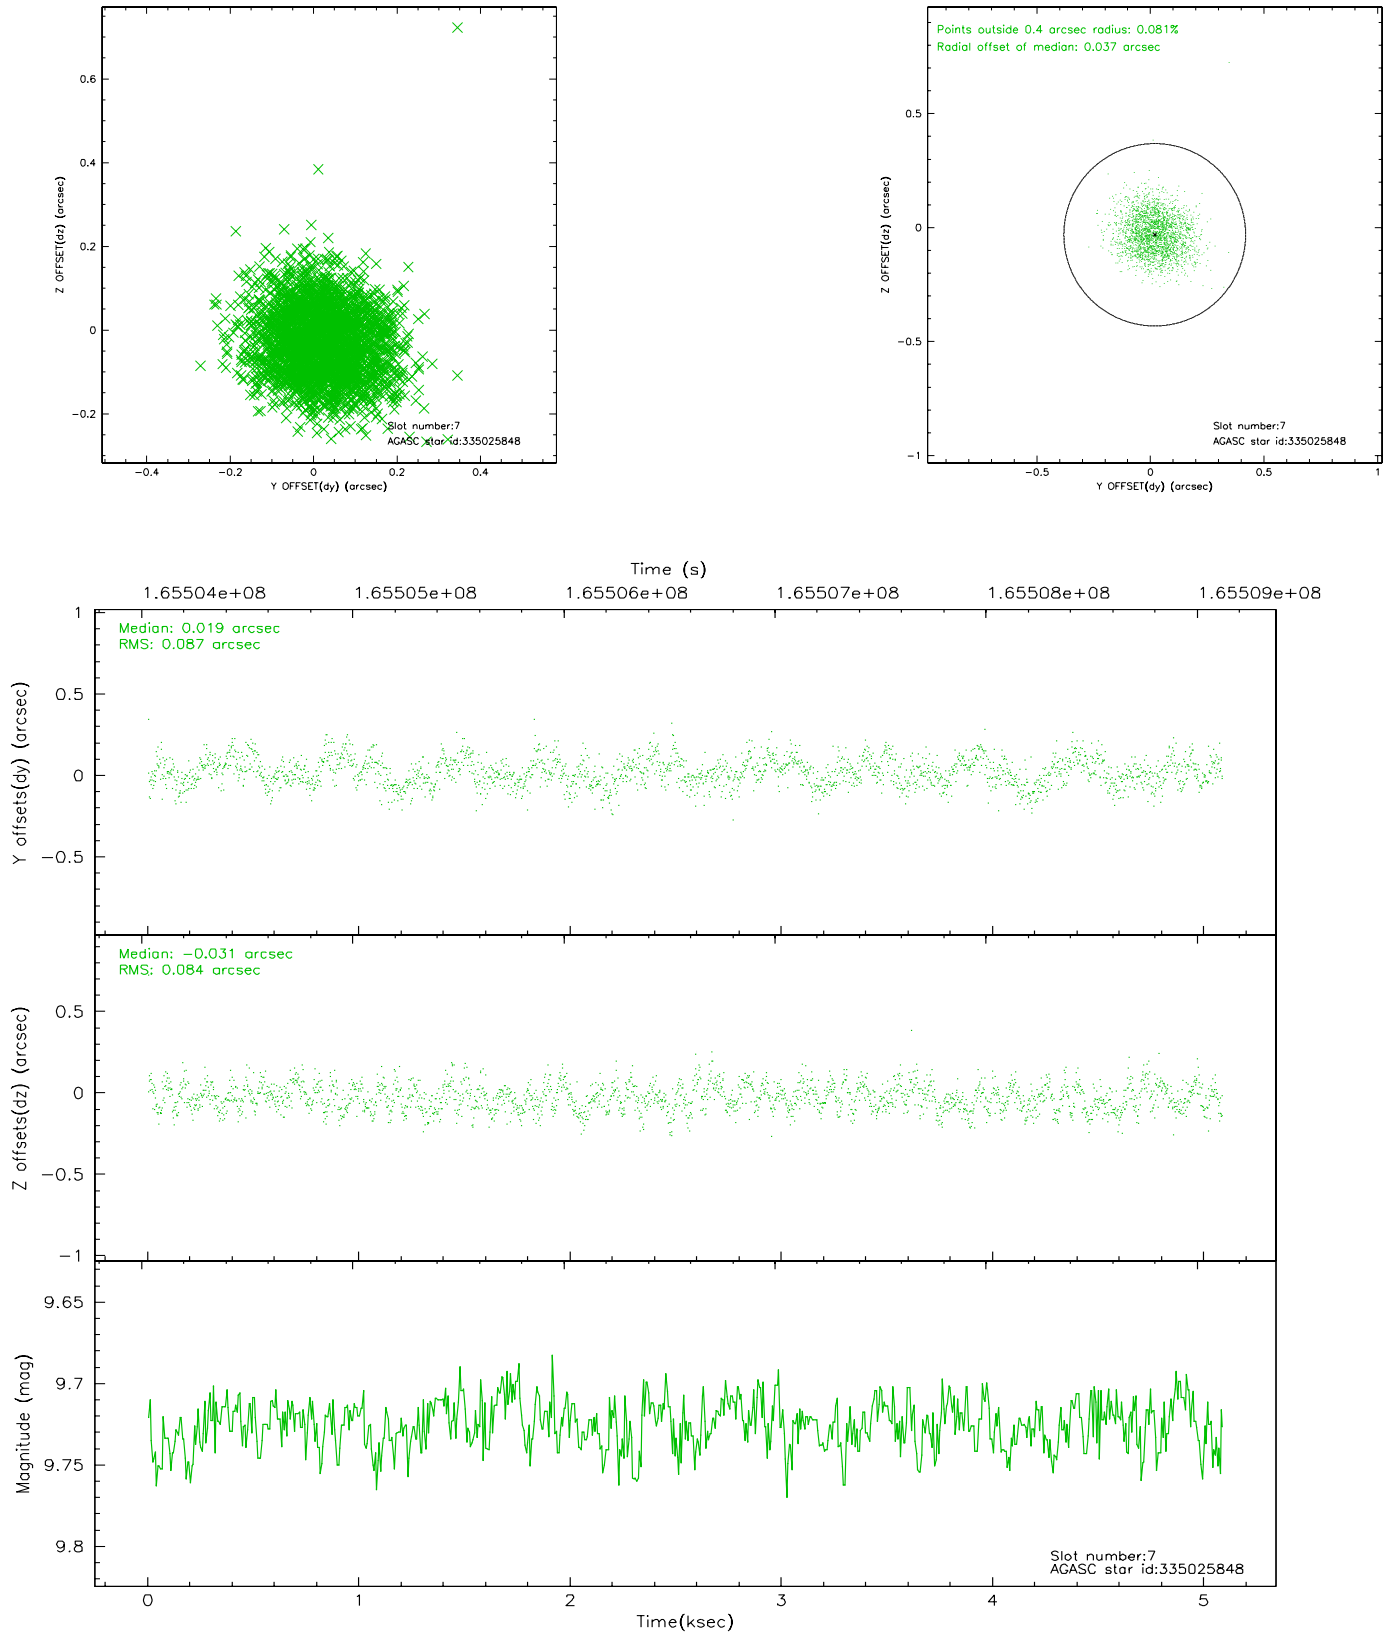 0.6
0.4
0.2
0
−0.2
Z OFFSET(dz) (arcsec)
Slot number:7
AGASC star id:335025848
−0.4 −0.2 0 0.2 0.4
Y OFFSET(dy) (arcsec)
Points outside 0.4 arcsec radius: 0.081%
Radial offset of median: 0.037 arcsec
0.5
0
−0.5
−1
Z OFFSET(dz) (arcsec)
Slot number:7
AGASC star id:335025848
−0.5 0 0.5 1
Y OFFSET(dy) (arcsec)
Time (s)
1.65504e+08 1.65505e+08 1.65506e+08 1.65507e+08 1.65508e+08 1.65509e+08
Median: 0.019 arcsec
RMS: 0.087 arcsec
1
0.5
0
−0.5
Y offsets(dy) (arcsec)
Median: −0.031 arcsec
RMS: 0.084 arcsec
0.5
0
−0.5
−1
Z offsets(dz) (arcsec)
9.65
9.7
9.75
9.8
Magnitude (mag)
Slot number:7
AGASC star id:335025848
0 1 2 3 4 5
Time(ksec)